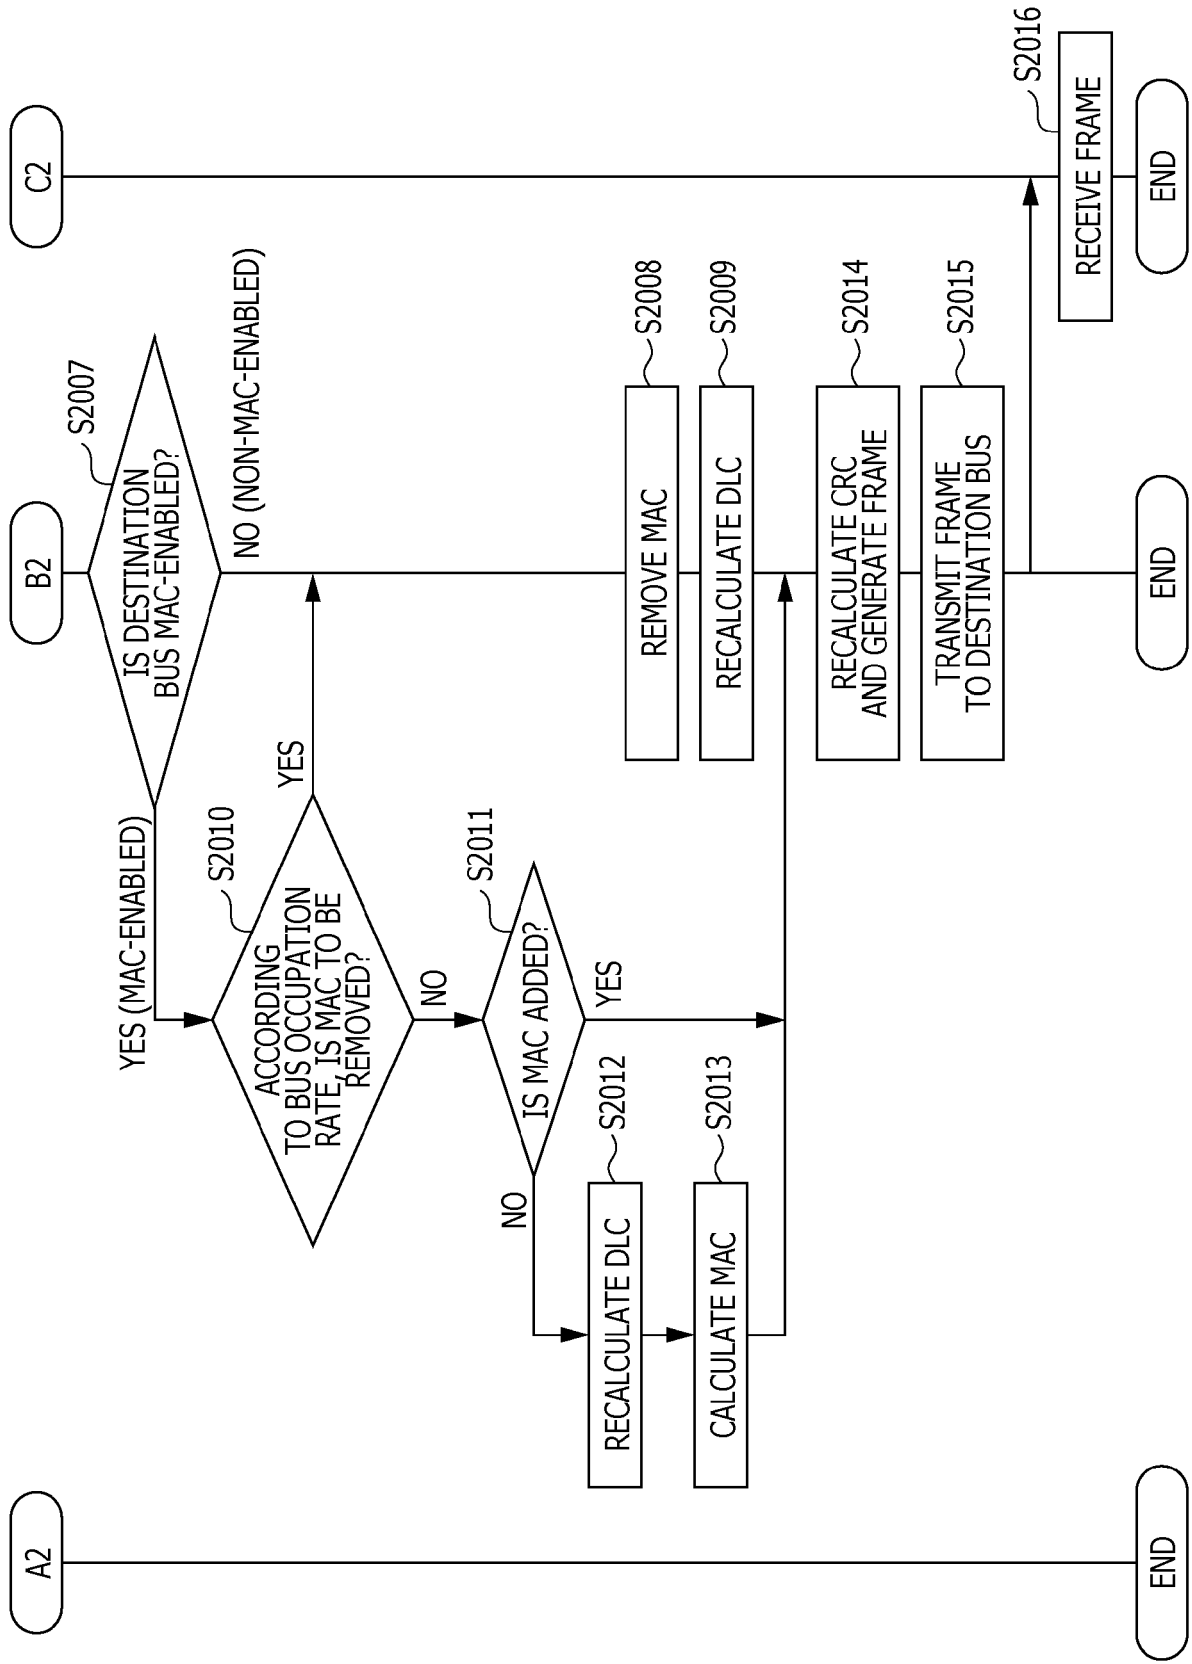 A2
B2
C2
IS DESTINATION
BUS MAC-ENABLED?
S2007
YES (MAC-ENABLED)
NO (NON-MAC-ENABLED)
ACCORDING
TO BUS OCCUPATION
RATE, IS MAC TO BE
REMOVED?
S2010
YES
NO
IS MAC ADDED?
S2011
NO
YES
RECALCULATE DLC
S2012
CALCULATE MAC
S2013
REMOVE MAC
S2008
RECALCULATE DLC
S2009
RECALCULATE CRC
AND GENERATE FRAME
S2014
TRANSMIT FRAME
TO DESTINATION BUS
S2015
RECEIVE FRAME
S2016
END
END
END